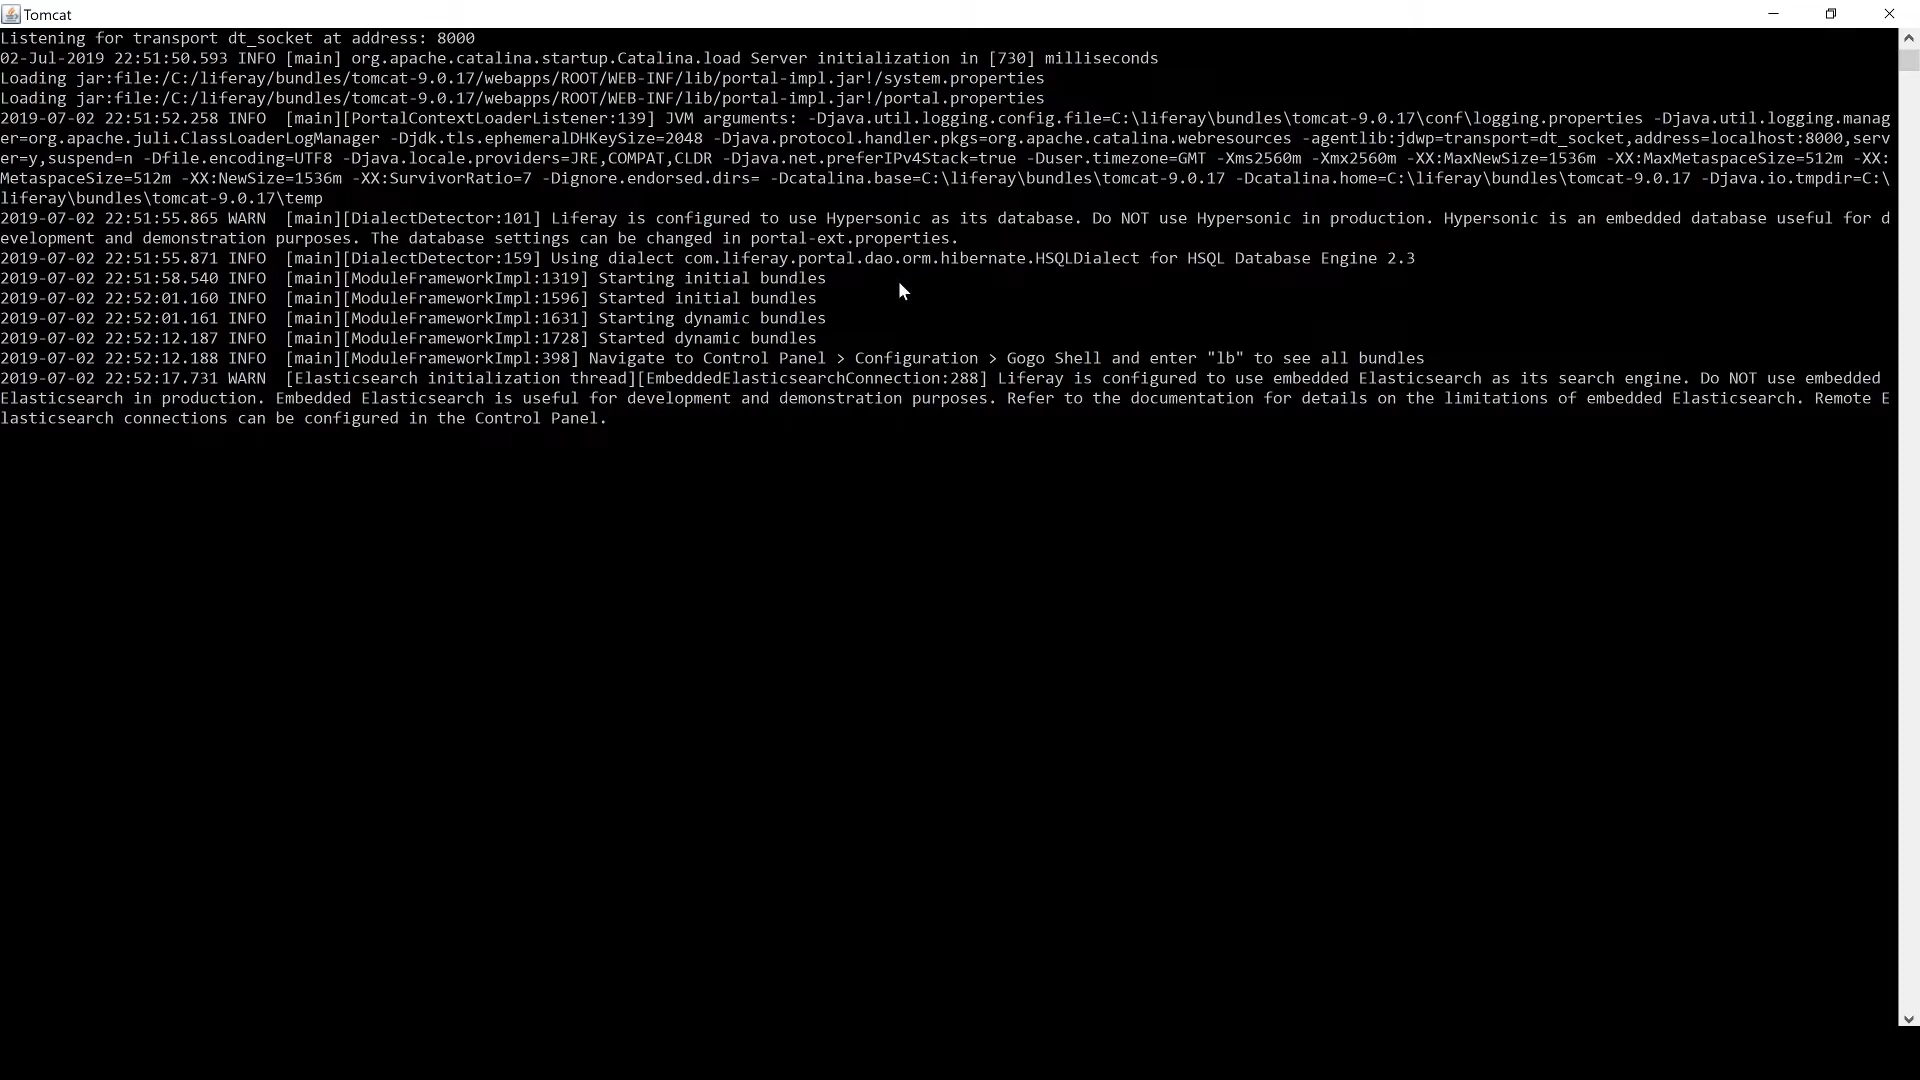 Tomcat
Listening for transport dt_socket at address: 8000
02-Jul-2019 22:51:50.593 INFO [main] org.apache.catalina.startup.Catalina.load Server initialization in [730] milliseconds
Loading jar:file:/C:/liferay/bundles/tomcat-9.0.17/webapps/ROOT/WEB-INF/lib/portal-impl.jar!/system.properties
Loading jar:file:/C:/liferay/bundles/tomcat-9.0.17/webapps/ROOT/WEB-INF/lib/portal-impl.jar!/portal.properties
2019-07-02 22:51:52.258 INFO  [main][PortalContextLoaderListener:139] JVM arguments: -Djava.util.logging.config.file=C:\liferay\bundles\tomcat-9.0.17\conf\logging.properties -Djava.util.logging.manag
er=org.apache.juli.ClassLoaderLogManager -Djdk.tls.ephemeralDHKeySize=2048 -Djava.protocol.handler.pkgs=org.apache.catalina.webresources -agentlib:jdwp=transport=dt_socket,address=localhost:8000,serv
er=y,suspend=n -Dfile.encoding=UTF8 -Djava.locale.providers=JRE,COMPAT,CLDR -Djava.net.preferIPv4Stack=true -Duser.timezone=GMT -Xms2560m -Xmx2560m -XX:MaxNewSize=1536m -XX:MaxMetaspaceSize=512m -XX:
MetaspaceSize=512m -XX:NewSize=1536m -XX:SurvivorRatio=7 -Dignore.endorsed.dirs= -Dcatalina.base=C:\liferay\bundles\tomcat-9.0.17 -Dcatalina.home=C:\liferay\bundles\tomcat-9.0.17 -Djava.io.tmpdir=C:\
liferay\bundles\tomcat-9.0.17\temp
2019-07-02 22:51:55.865 WARN  [main][DialectDetector:101] Liferay is configured to use Hypersonic as its database. Do NOT use Hypersonic in production. Hypersonic is an embedded database useful for d
evelopment and demonstration purposes. The database settings can be changed in portal-ext.properties.
2019-07-02 22:51:55.871 INFO  [main][DialectDetector:159] Using dialect com.liferay.portal.dao.orm.hibernate.HSQLDialect for HSQL Database Engine 2.3
2019-07-02 22:51:58.540 INFO  [main][ModuleFrameworkImpl:1319] Starting initial bundles
2019-07-02 22:52:01.160 INFO  [main][ModuleFrameworkImpl:1596] Started initial bundles
2019-07-02 22:52:01.161 INFO  [main][ModuleFrameworkImpl:1631] Starting dynamic bundles
2019-07-02 22:52:12.187 INFO  [main][ModuleFrameworkImpl:1728] Started dynamic bundles
2019-07-02 22:52:12.188 INFO  [main][ModuleFrameworkImpl:398] Navigate to Control Panel > Configuration > Gogo Shell and enter "lb" to see all bundles
2019-07-02 22:52:17.731 WARN  [Elasticsearch initialization thread][EmbeddedElasticsearchConnection:288] Liferay is configured to use embedded Elasticsearch as its search engine. Do NOT use embedded
Elasticsearch in production. Embedded Elasticsearch is useful for development and demonstration purposes. Refer to the documentation for details on the limitations of embedded Elasticsearch. Remote E
lasticsearch connections can be configured in the Control Panel.